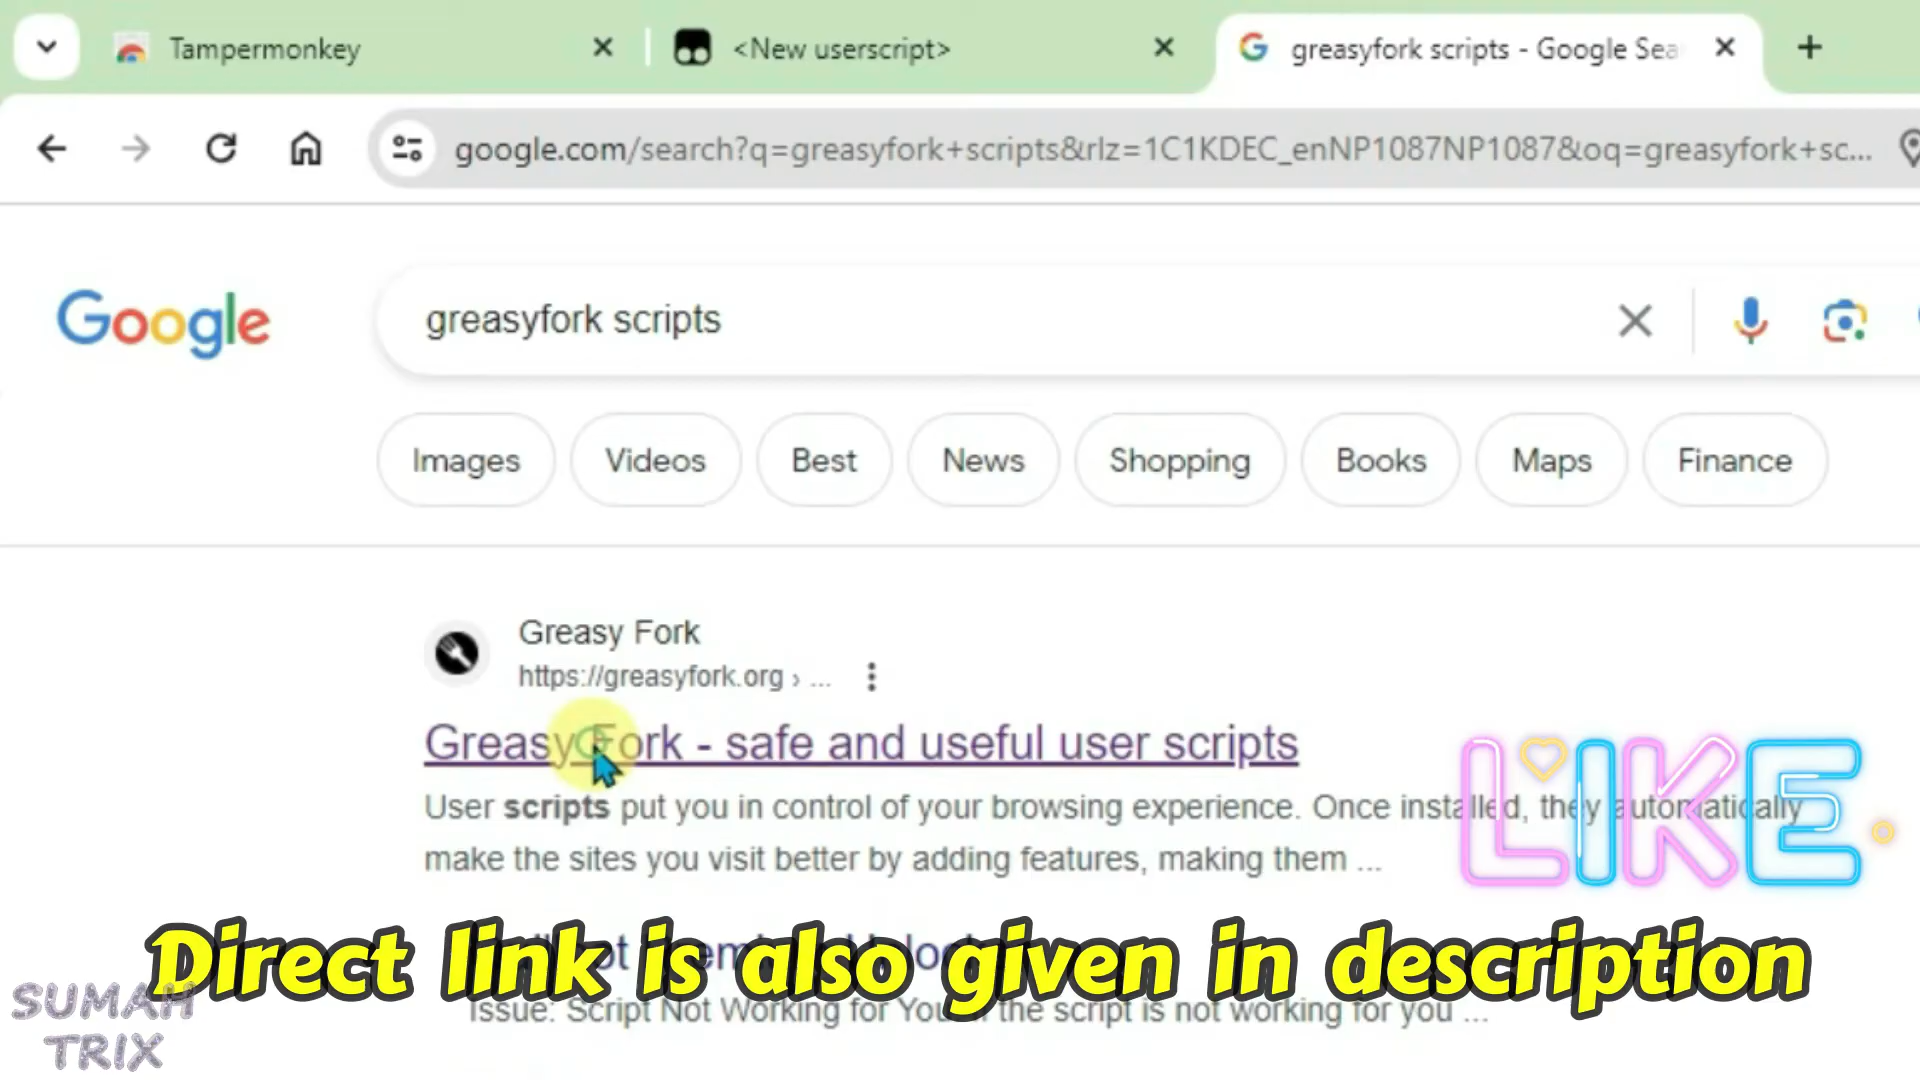 Tampermonkey
<New userscript>
greasyfork scripts - Google Sea
google.com/search?q=greasyfork+scripts&rlz=1C1KDEC_enNP1087NP1087&oq=greasyfork+sc...
Google
greasyfork scripts
Images
Videos
Best
News
Shopping
Books
Maps
Finance
Greasy Fork
https://greasyfork.org › ...
Greasy Fork - safe and useful user scripts
User scripts put you in control of your browsing experience. Once installed, they automatically
make the sites you visit better by adding features, making them ...
LIKE
Direct link is also given in description
Issue: Script Not Working for You the script is not working for you ...
SUMAH
TRIX